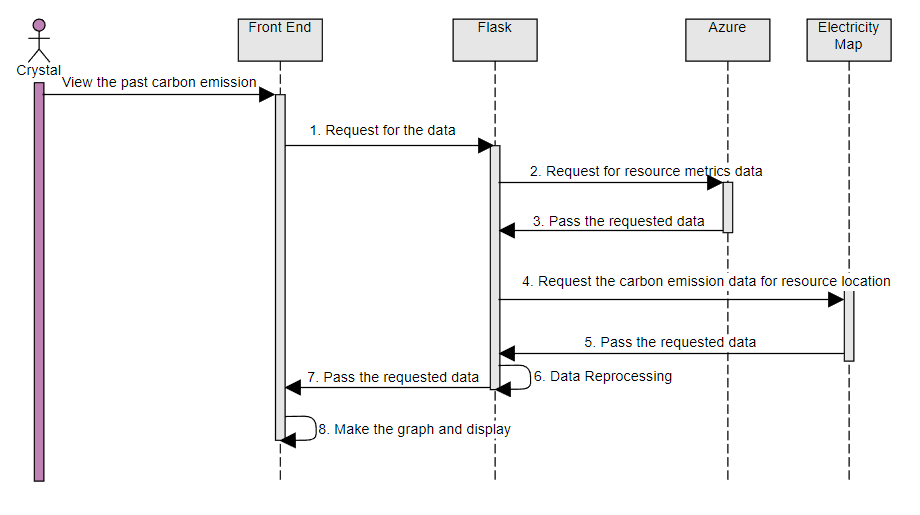 Front End
Flask
Azure
Electricity
Map
Crystal
View the past carbon emission
1. Request for the data
2. Request for resource metrics data
3. Pass the requested data
4. Request the carbon emission data for resource location
5. Pass the requested data
6. Data Reprocessing
7. Pass the requested data
8. Make the graph and display